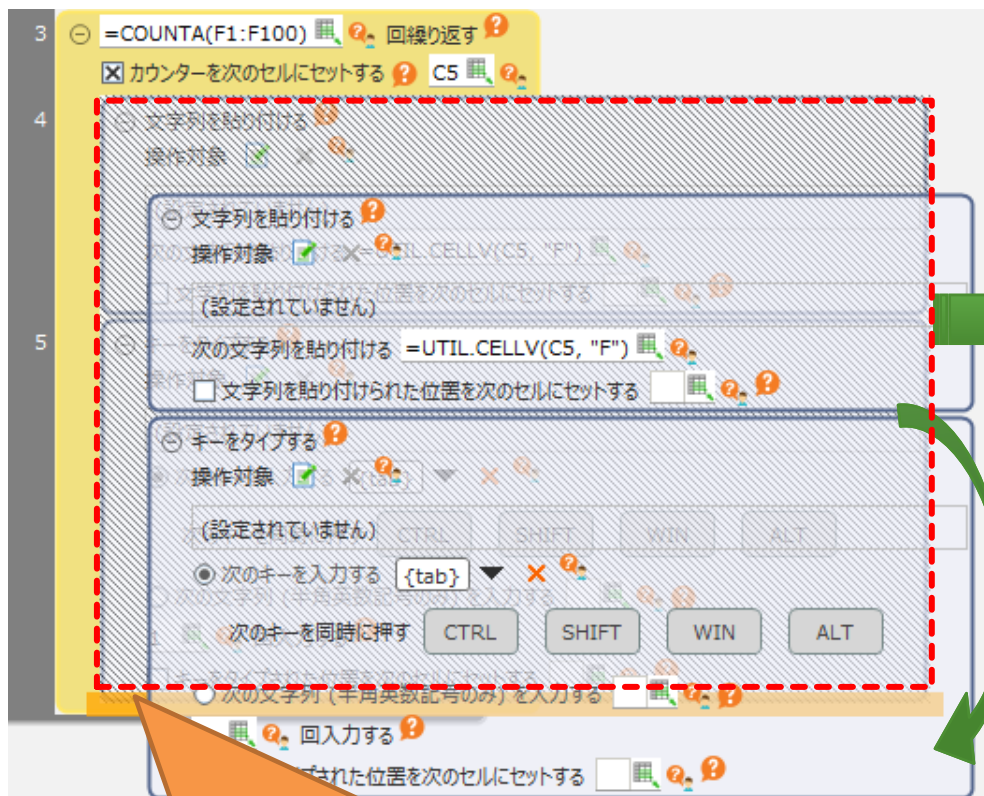 3 =COUNTA(F1:F100) 回繰り返す
カウンターを次のセルにセットする C5
4 文字列を貼り付ける
操作対象
文字列を貼り付ける
操作対象
=UTIL.CELLV(C5, "F")
(設定されていません)
5
次の文字列を貼り付ける =UTIL.CELLV(C5, "F")
文字列を貼り付けられた位置を次のセルにセットする
キーをタイプする
操作対象
(設定されていません)
次のキーを入力する {tab}
次のキーを同時に押す CTRL SHIFT WIN ALT
次の文字列 (半角英数記号のみ) を入力する
回入力する
された位置を次のセルにセットする